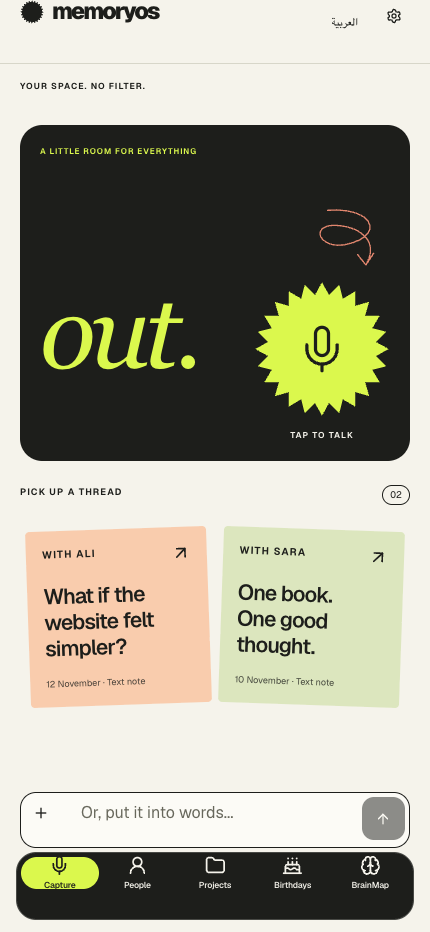 memoryos
العربية
YOUR SPACE. NO FILTER.
A LITTLE ROOM FOR EVERYTHING
out.
TAP TO TALK
PICK UP A THREAD
02
WITH ALI
What if the
website felt
simpler?
12 November · Text note
WITH SARA
One book.
One good
thought.
10 November · Text note
Or, put it into words...
Capture
People
Projects
Birthdays
BrainMap